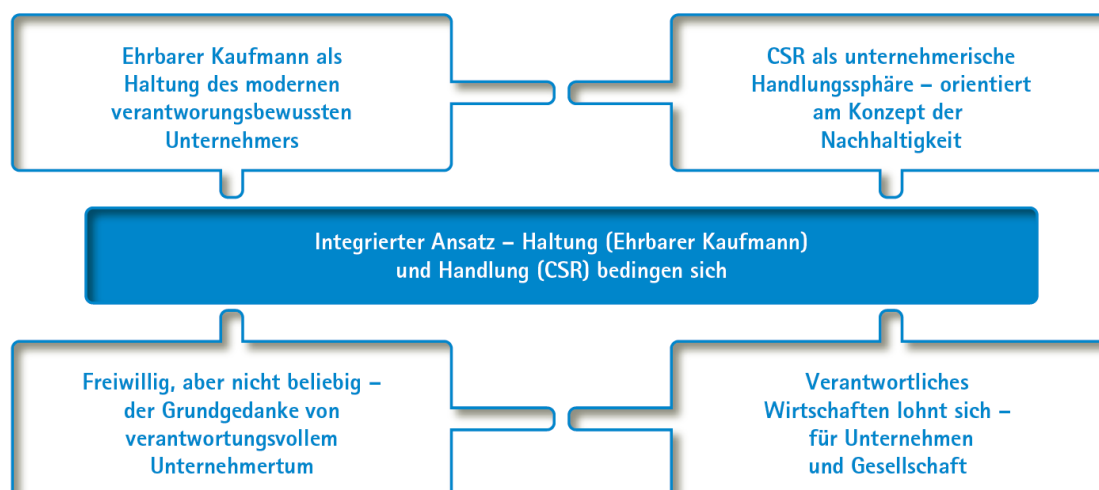 Ehrbarer Kaufmann als
Haltung des modernen
verantworungsbewussten
Unternehmers
CSR als unternehmerische
Handlungssphäre – orientiert
am Konzept der
Nachhaltigkeit
Integrierter Ansatz – Haltung (Ehrbarer Kaufmann)
und Handlung (CSR) bedingen sich
Freiwillig, aber nicht beliebig –
der Grundgedanke von
verantwortungsvollem
Unternehmertum
Verantwortliches
Wirtschaften lohnt sich –
für Unternehmen
und Gesellschaft